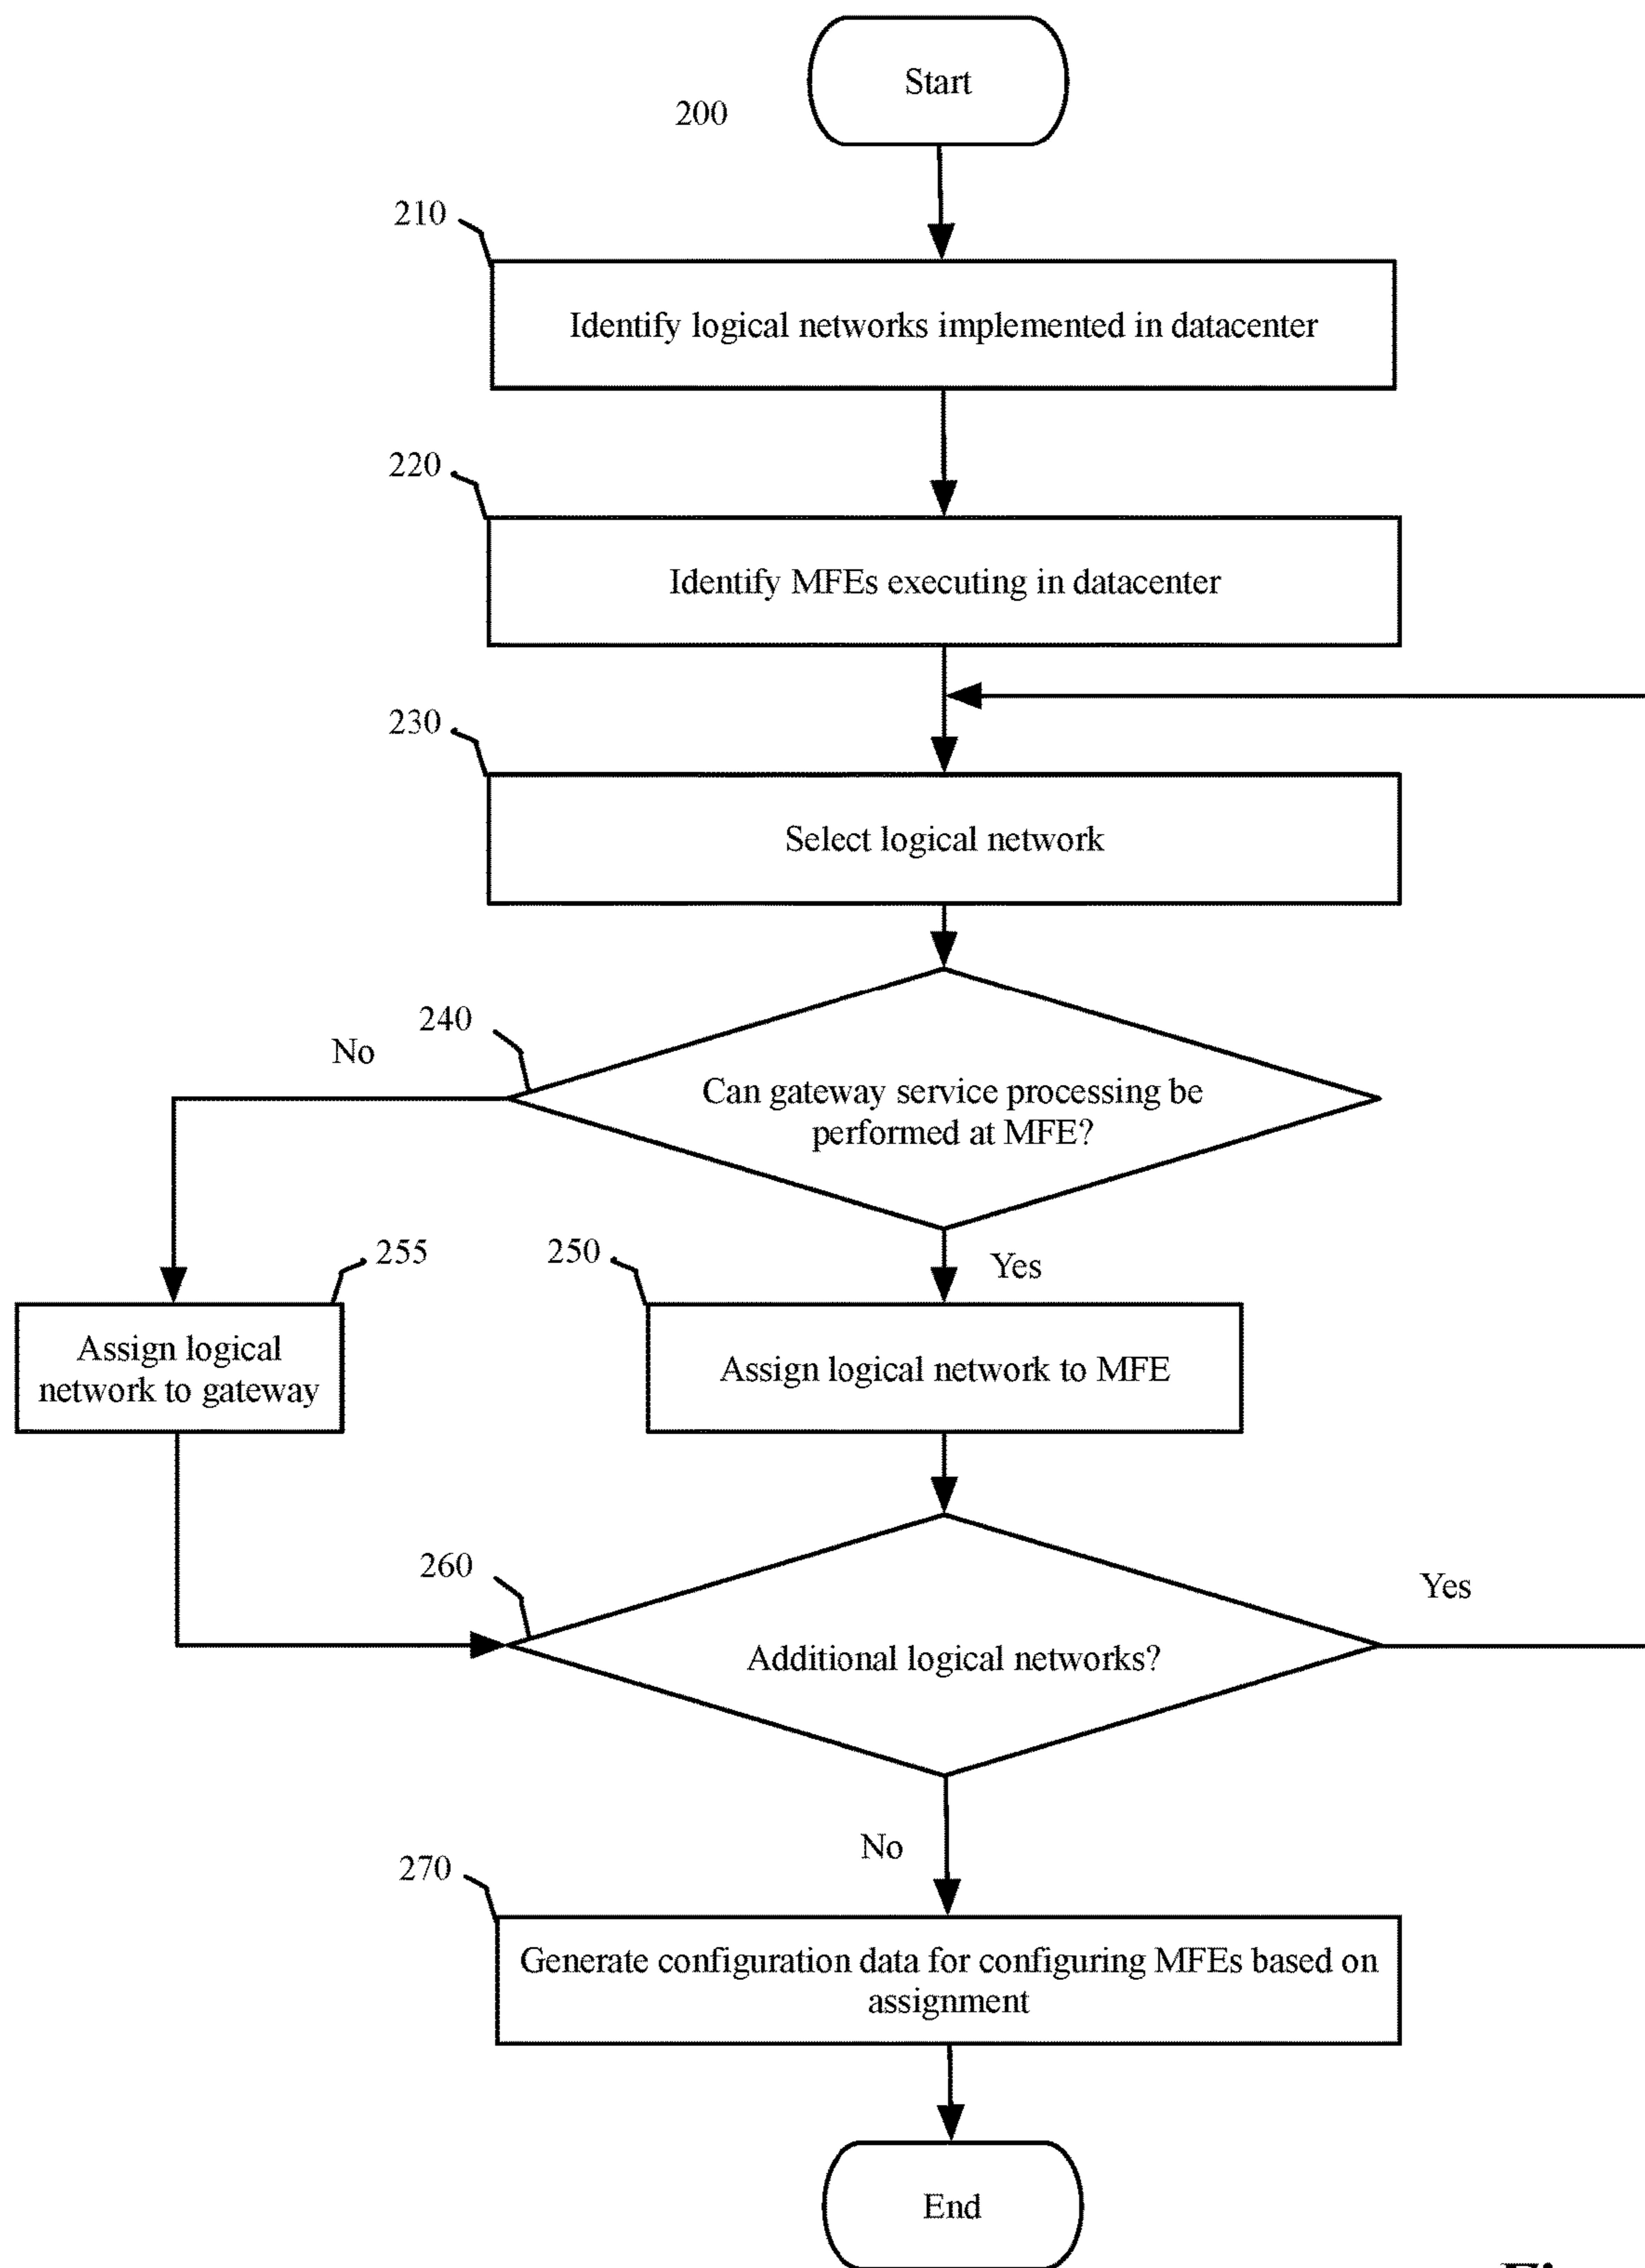 Start
200
210
Identify logical networks implemented in datacenter
220
Identify MFEs executing in datacenter
230
Select logical network
240
No
Can gateway service processing be
performed at MFE?
255
250
Yes
Assign logical
network to gateway
Assign logical network to MFE
260
Yes
Additional logical networks?
No
270
Generate configuration data for configuring MFEs based on
assignment
End